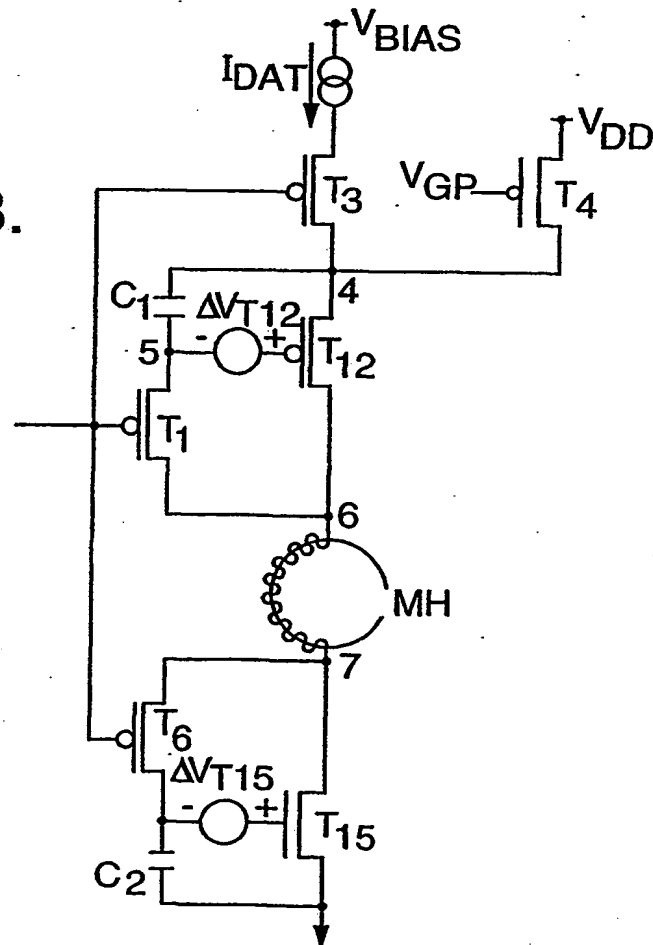 VBIAS
IDAT
VDD
T3
VGP
T4
3.
4
C1
ΔVT12
- +
5
T12
T1
6
MH
7
T6
ΔVT15
- +
T15
C2